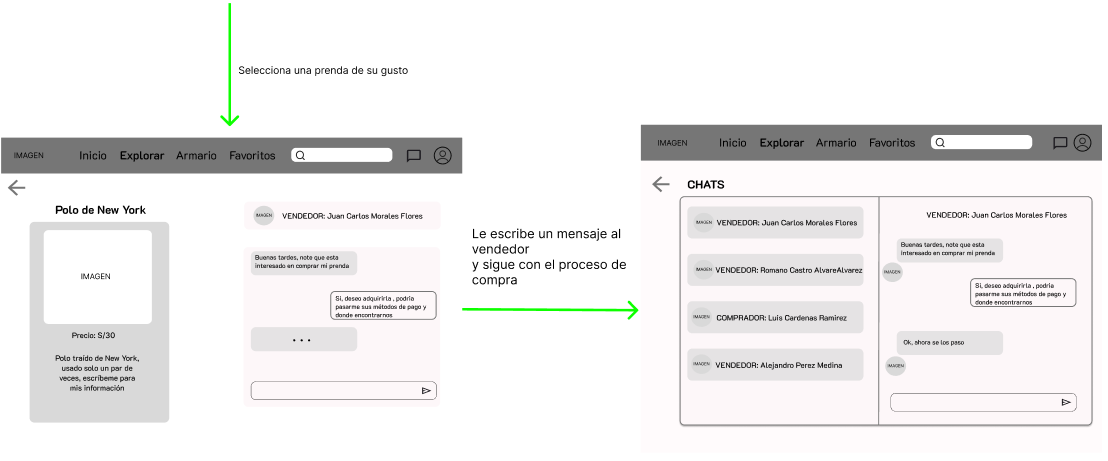 Selecciona una prenda de su gusto
IMAGEN
Inicio
Explorar
Armario
Favoritos
Polo de New York
IMAGEN
Precio: S/30
Polo traído de New York,
usado solo un par de
veces, escríbeme para
mis información
IMAGEN
VENDEDOR: Juan Carlos Morales Flores
Buenas tardes, note que esta
interesado en comprar mi prenda
Si, deseo adquirirla , podría
pasarme sus métodos de pago y
donde encontrarnos
...
Le escribe un mensaje al
vendedor
y sigue con el proceso de
compra
IMAGEN
Inicio
Explorar
Armario
Favoritos
CHATS
IMAGEN
VENDEDOR: Juan Carlos Morales Flores
IMAGEN
VENDEDOR: Romano Castro AlvareAlvarez
IMAGEN
COMPRADOR: Luis Cardenas Ramirez
IMAGEN
VENDEDOR: Alejandro Perez Medina
VENDEDOR: Juan Carlos Morales Flores
Buenas tardes, note que esta
interesado en comprar mi prenda
IMAGEN
Si, deseo adquirirla , podría
pasarme sus métodos de pago y
donde encontrarnos
Ok, ahora se los paso
IMAGEN